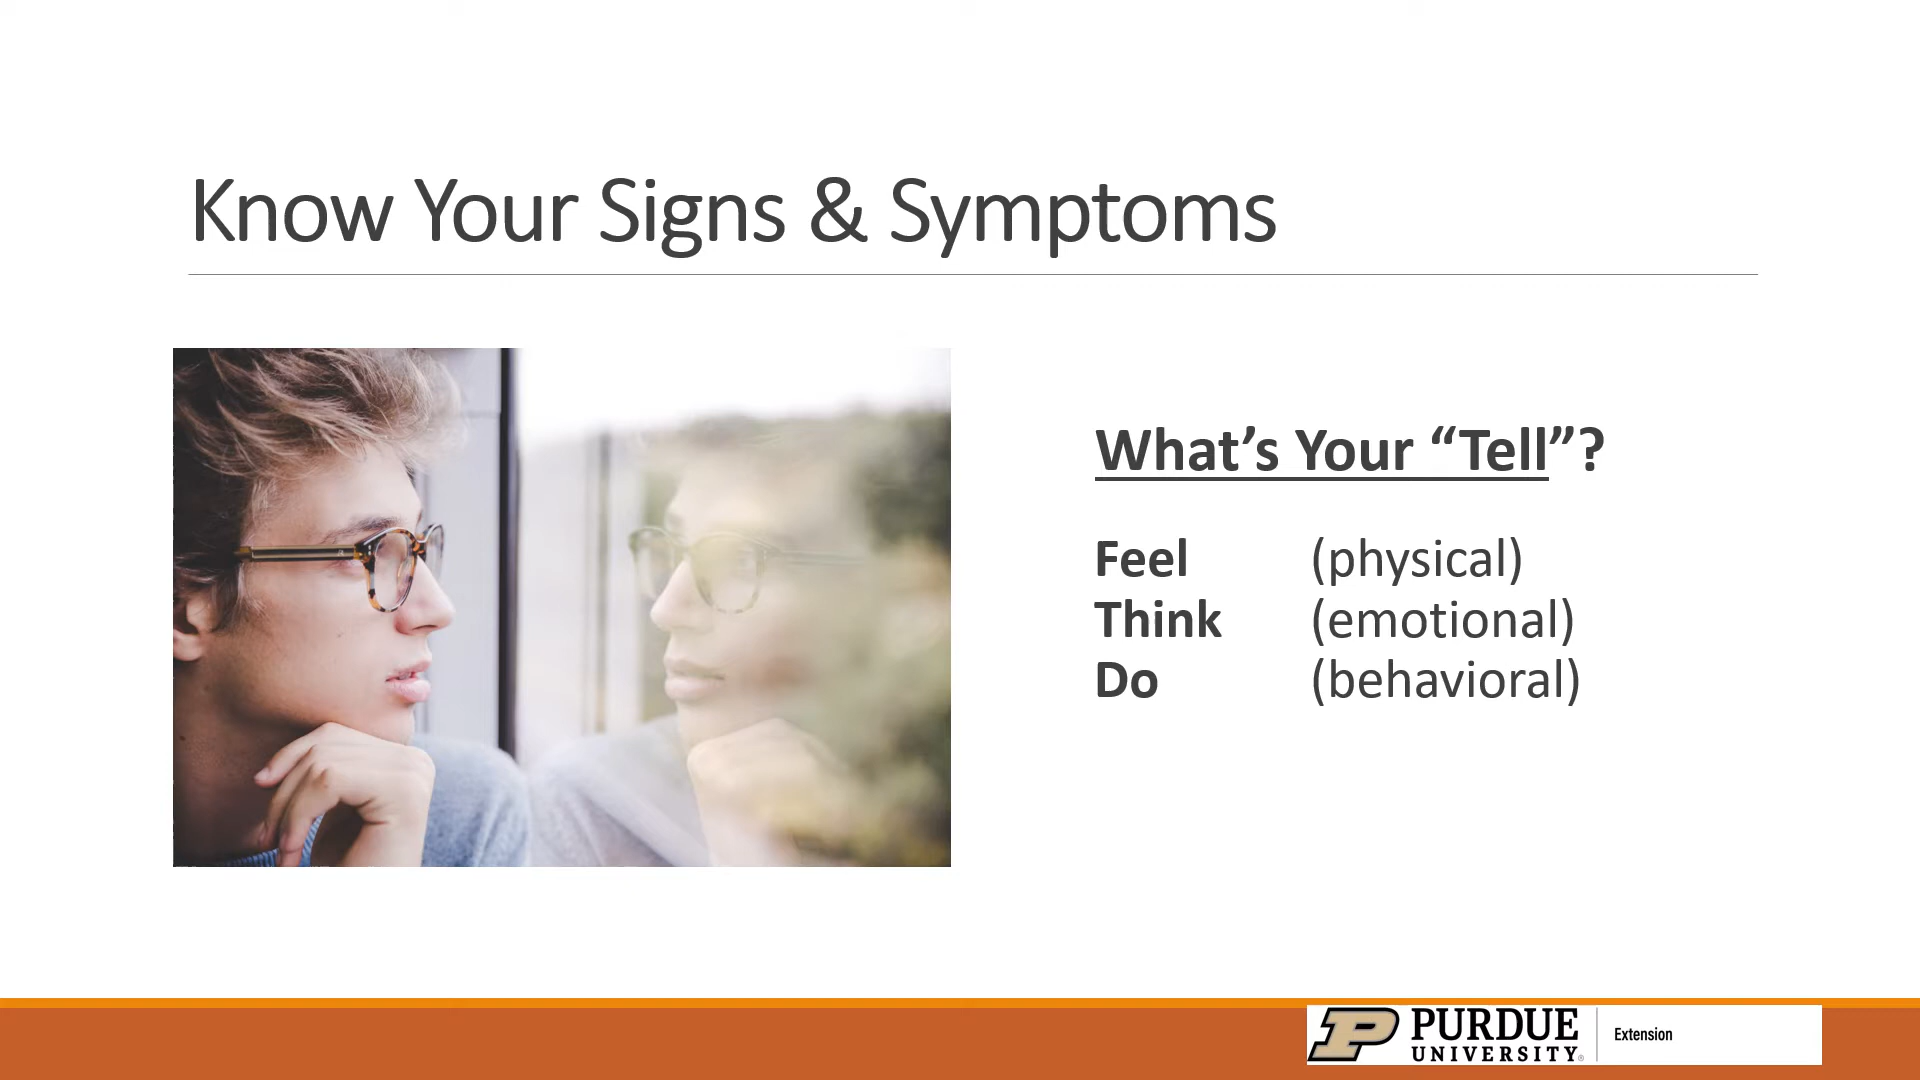 Know Your Signs & Symptoms
What’s Your “Tell”?
Feel (physical)
Think (emotional)
Do (behavioral)
PURDUE
UNIVERSITY®
Extension